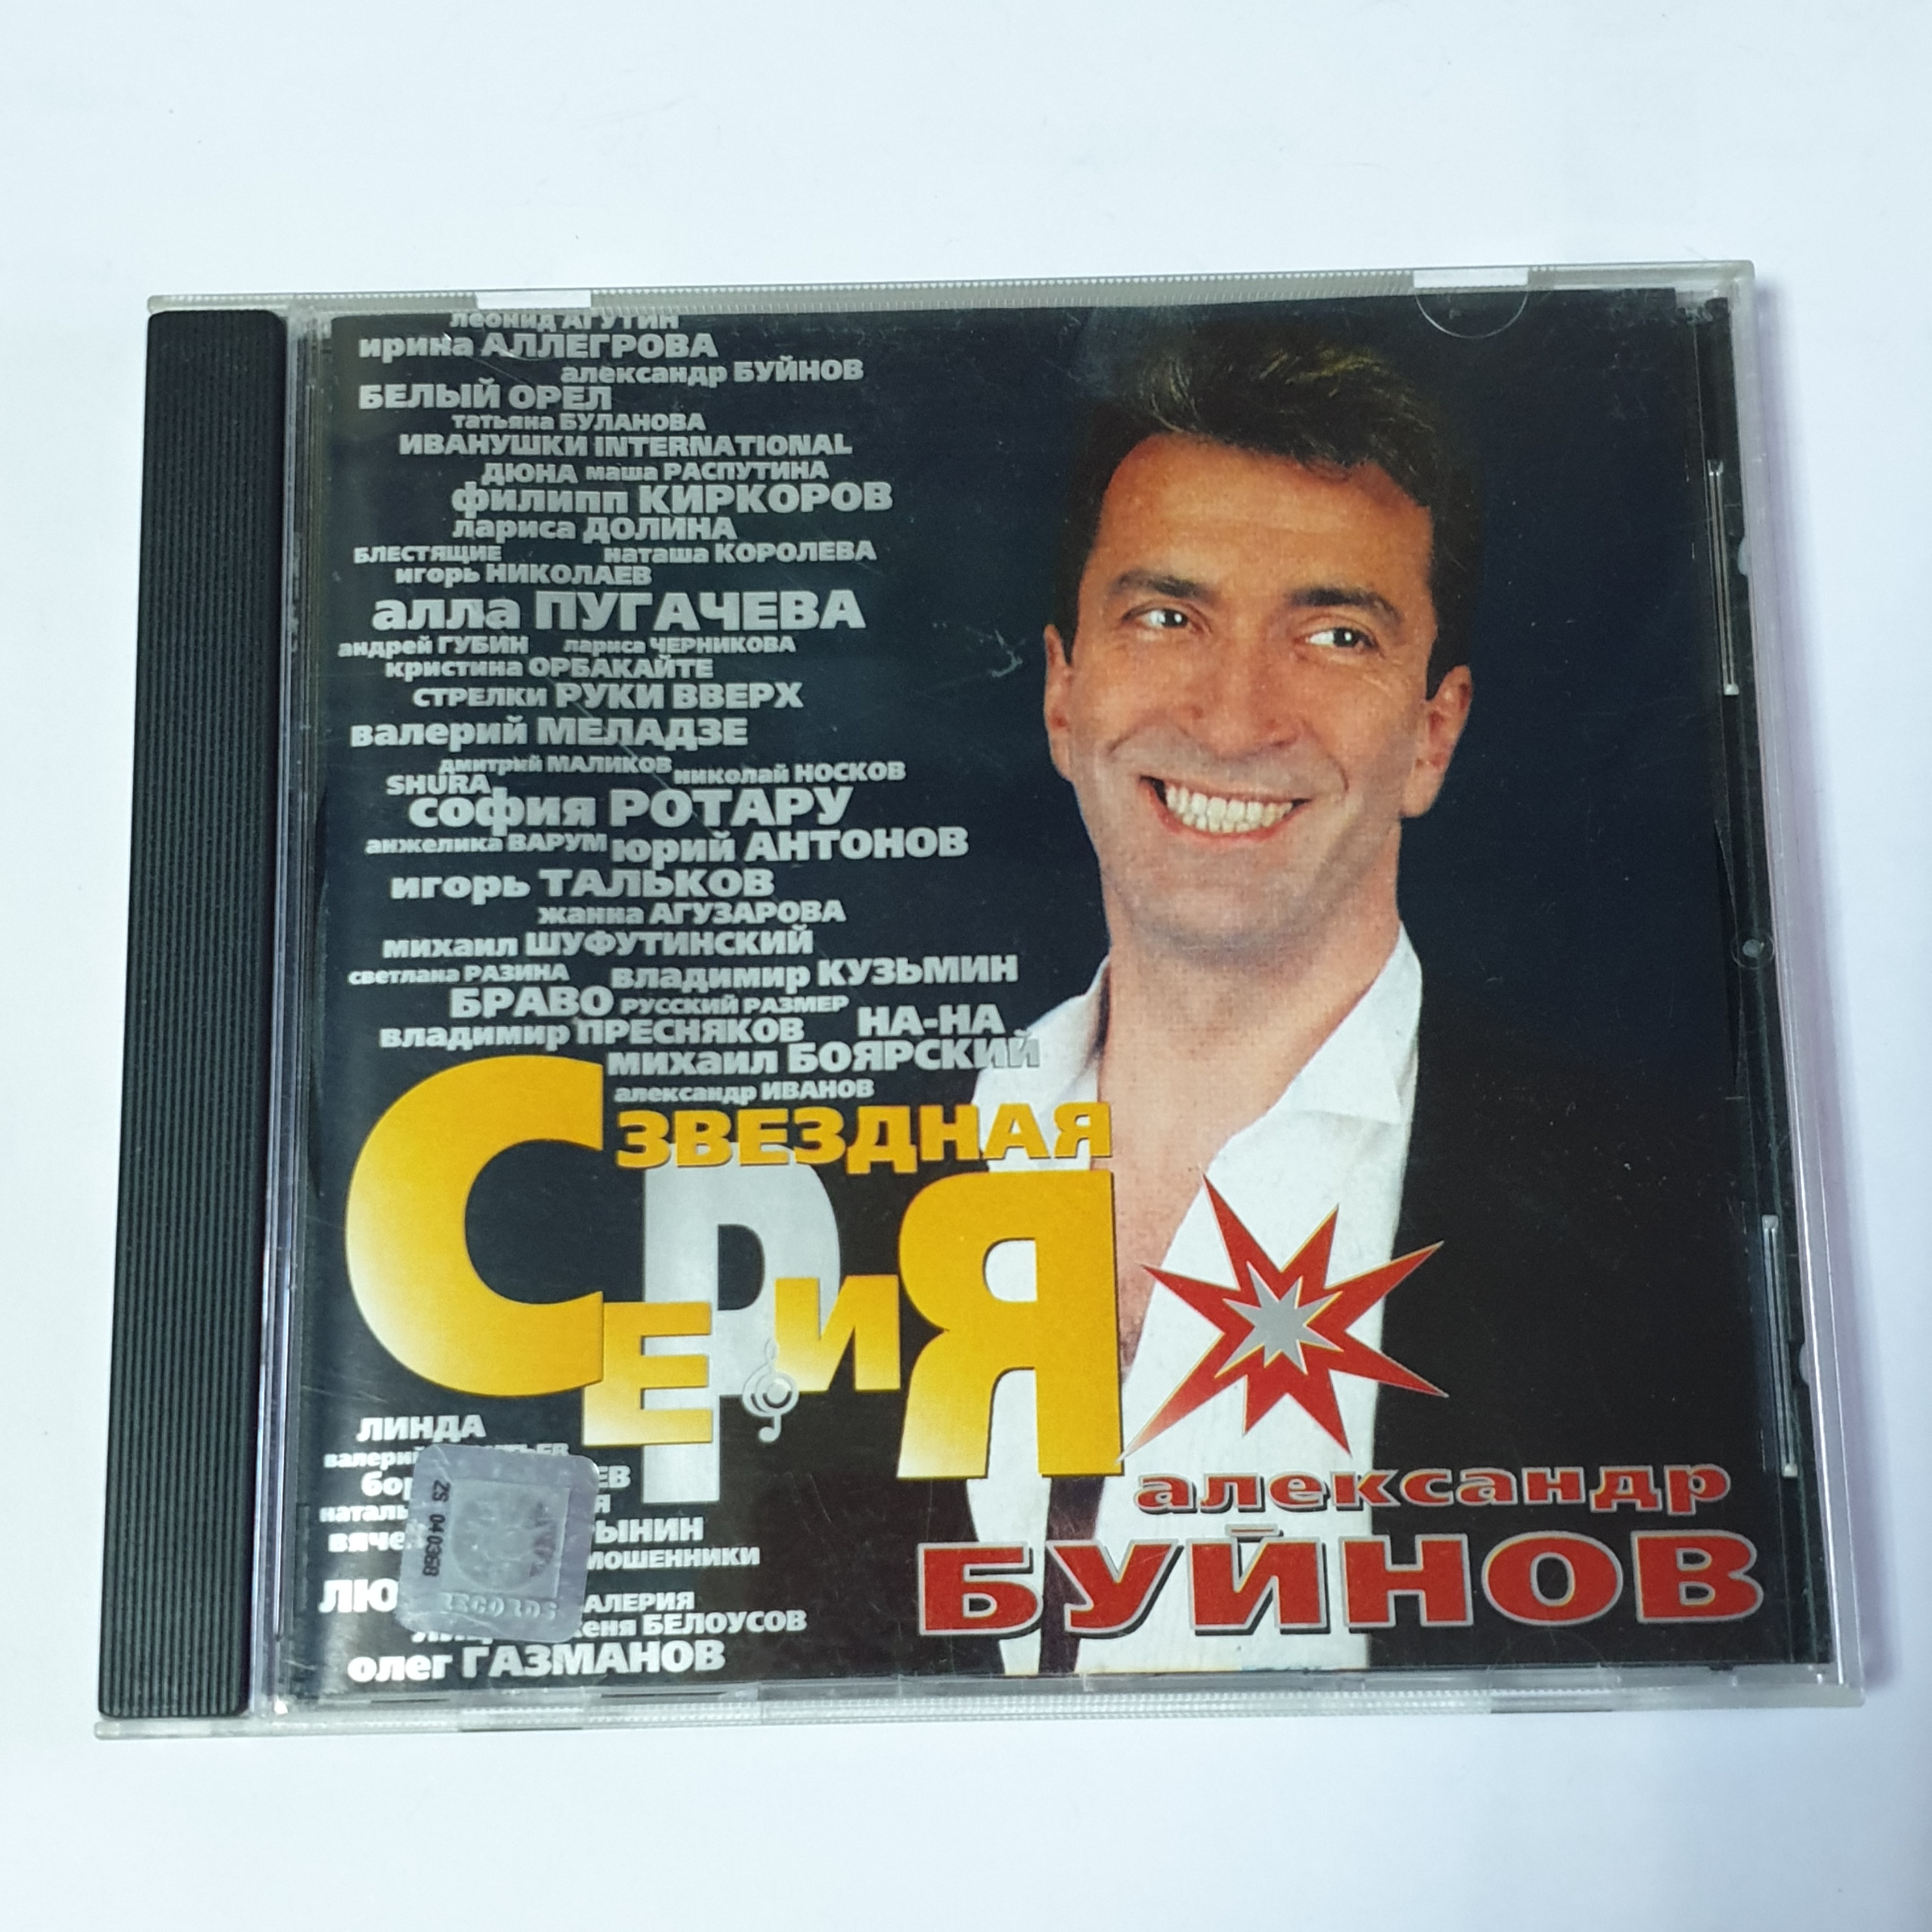 леонид АГУТИН
ирина АЛЛЕГРОВА
александр БУЙНОВ
БЕЛЫЙ ОРЕЛ
татьяна БУЛАНОВА
ИВАНУШКИ INTERNATIONAL
ДЮНА маша РАСПУТИНА
филипп КИРКОРОВ
лариса ДОЛИНА
БЛЕСТЯЩИЕ наташа КОРОЛЕВА
игорь НИКОЛАЕВ
алла ПУГАЧЕВА
андрей ГУБИН лариса ЧЕРНИКОВА
кристина ОРБАКАЙТЕ
СТРЕЛКИ РУКИ ВВЕРХ
валерий МЕЛАДЗЕ
дмитрий МАЛИКОВ николай НОСКОВ
SHURA
софия РОТАРУ
анжелика ВАРУМ юрий АНТОНОВ
игорь ТАЛЬКОВ
жанна АГУЗАРОВА
михаил ШУФУТИНСКИЙ
светлана РАЗИНА владимир КУЗЬМИН
БРАВО РУССКИЙ РАЗМЕР
владимир ПРЕСНЯКОВ НА-НА
михаил БОЯРСКИЙ
александр ИВАНОВ
ЗВЕЗДНАЯ
СЕРИЯ
ЛИНДА
валерий
МОШЕННИКИ
женя БЕЛОУСОВ
олег ГАЗМАНОВ
ZS 040368
RECORDS
александр
БУЙНОВ